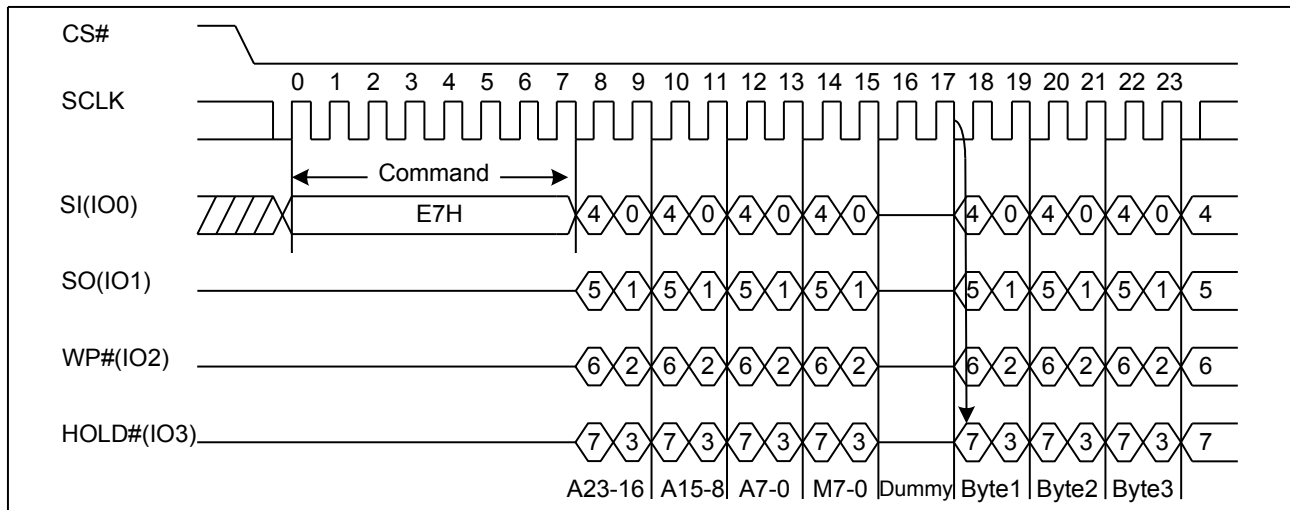 CS#
0 1 2 3 4 5 6 7 8 9 10 11 12 13 14 15 16 17 18 19 20 21 22 23
SCLK
Command
SI(IO0) E7H 4 0 4 0 4 0 4 0 4 0 4 0 4 0 4
SO(IO1) 5 1 5 1 5 1 5 1 5 1 5 1 5 1 5
WP#(IO2) 6 2 6 2 6 2 6 2 6 2 6 2 6 2 6
HOLD#(IO3) 7 3 7 3 7 3 7 3 7 3 7 3 7 3 7
A23-16 A15-8 A7-0 M7-0 Dummy Byte1 Byte2 Byte3